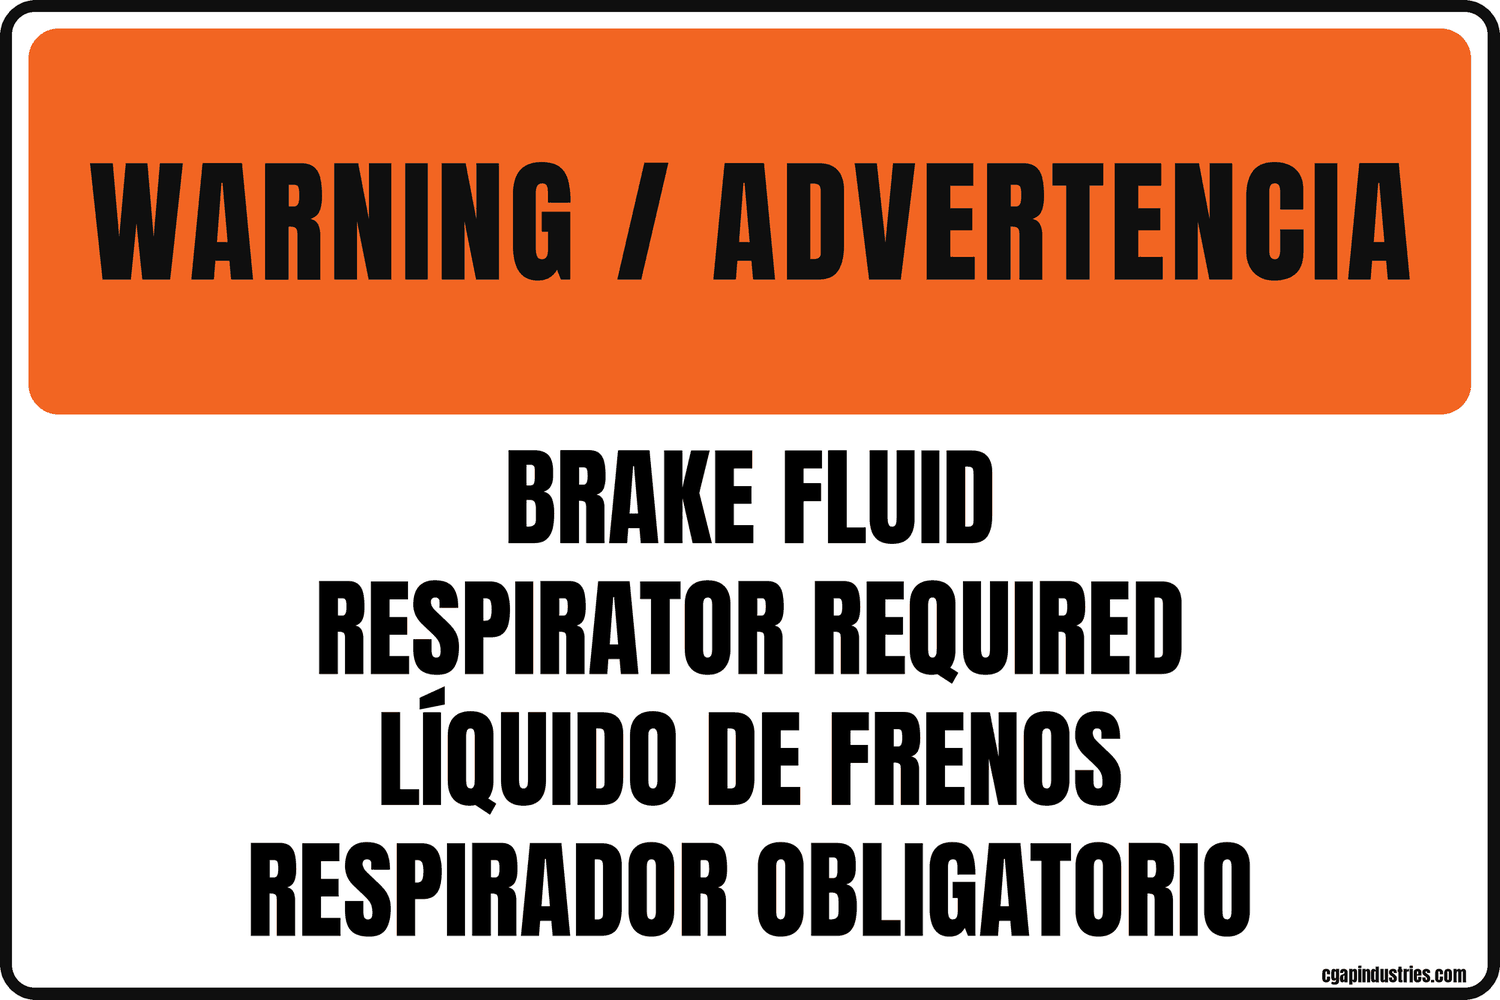 WARNING / ADVERTENCIA
BRAKE FLUID
RESPIRATOR REQUIRED
LÍQUIDO DE FRENOS
RESPIRADOR OBLIGATORIO
cgapindustries.com